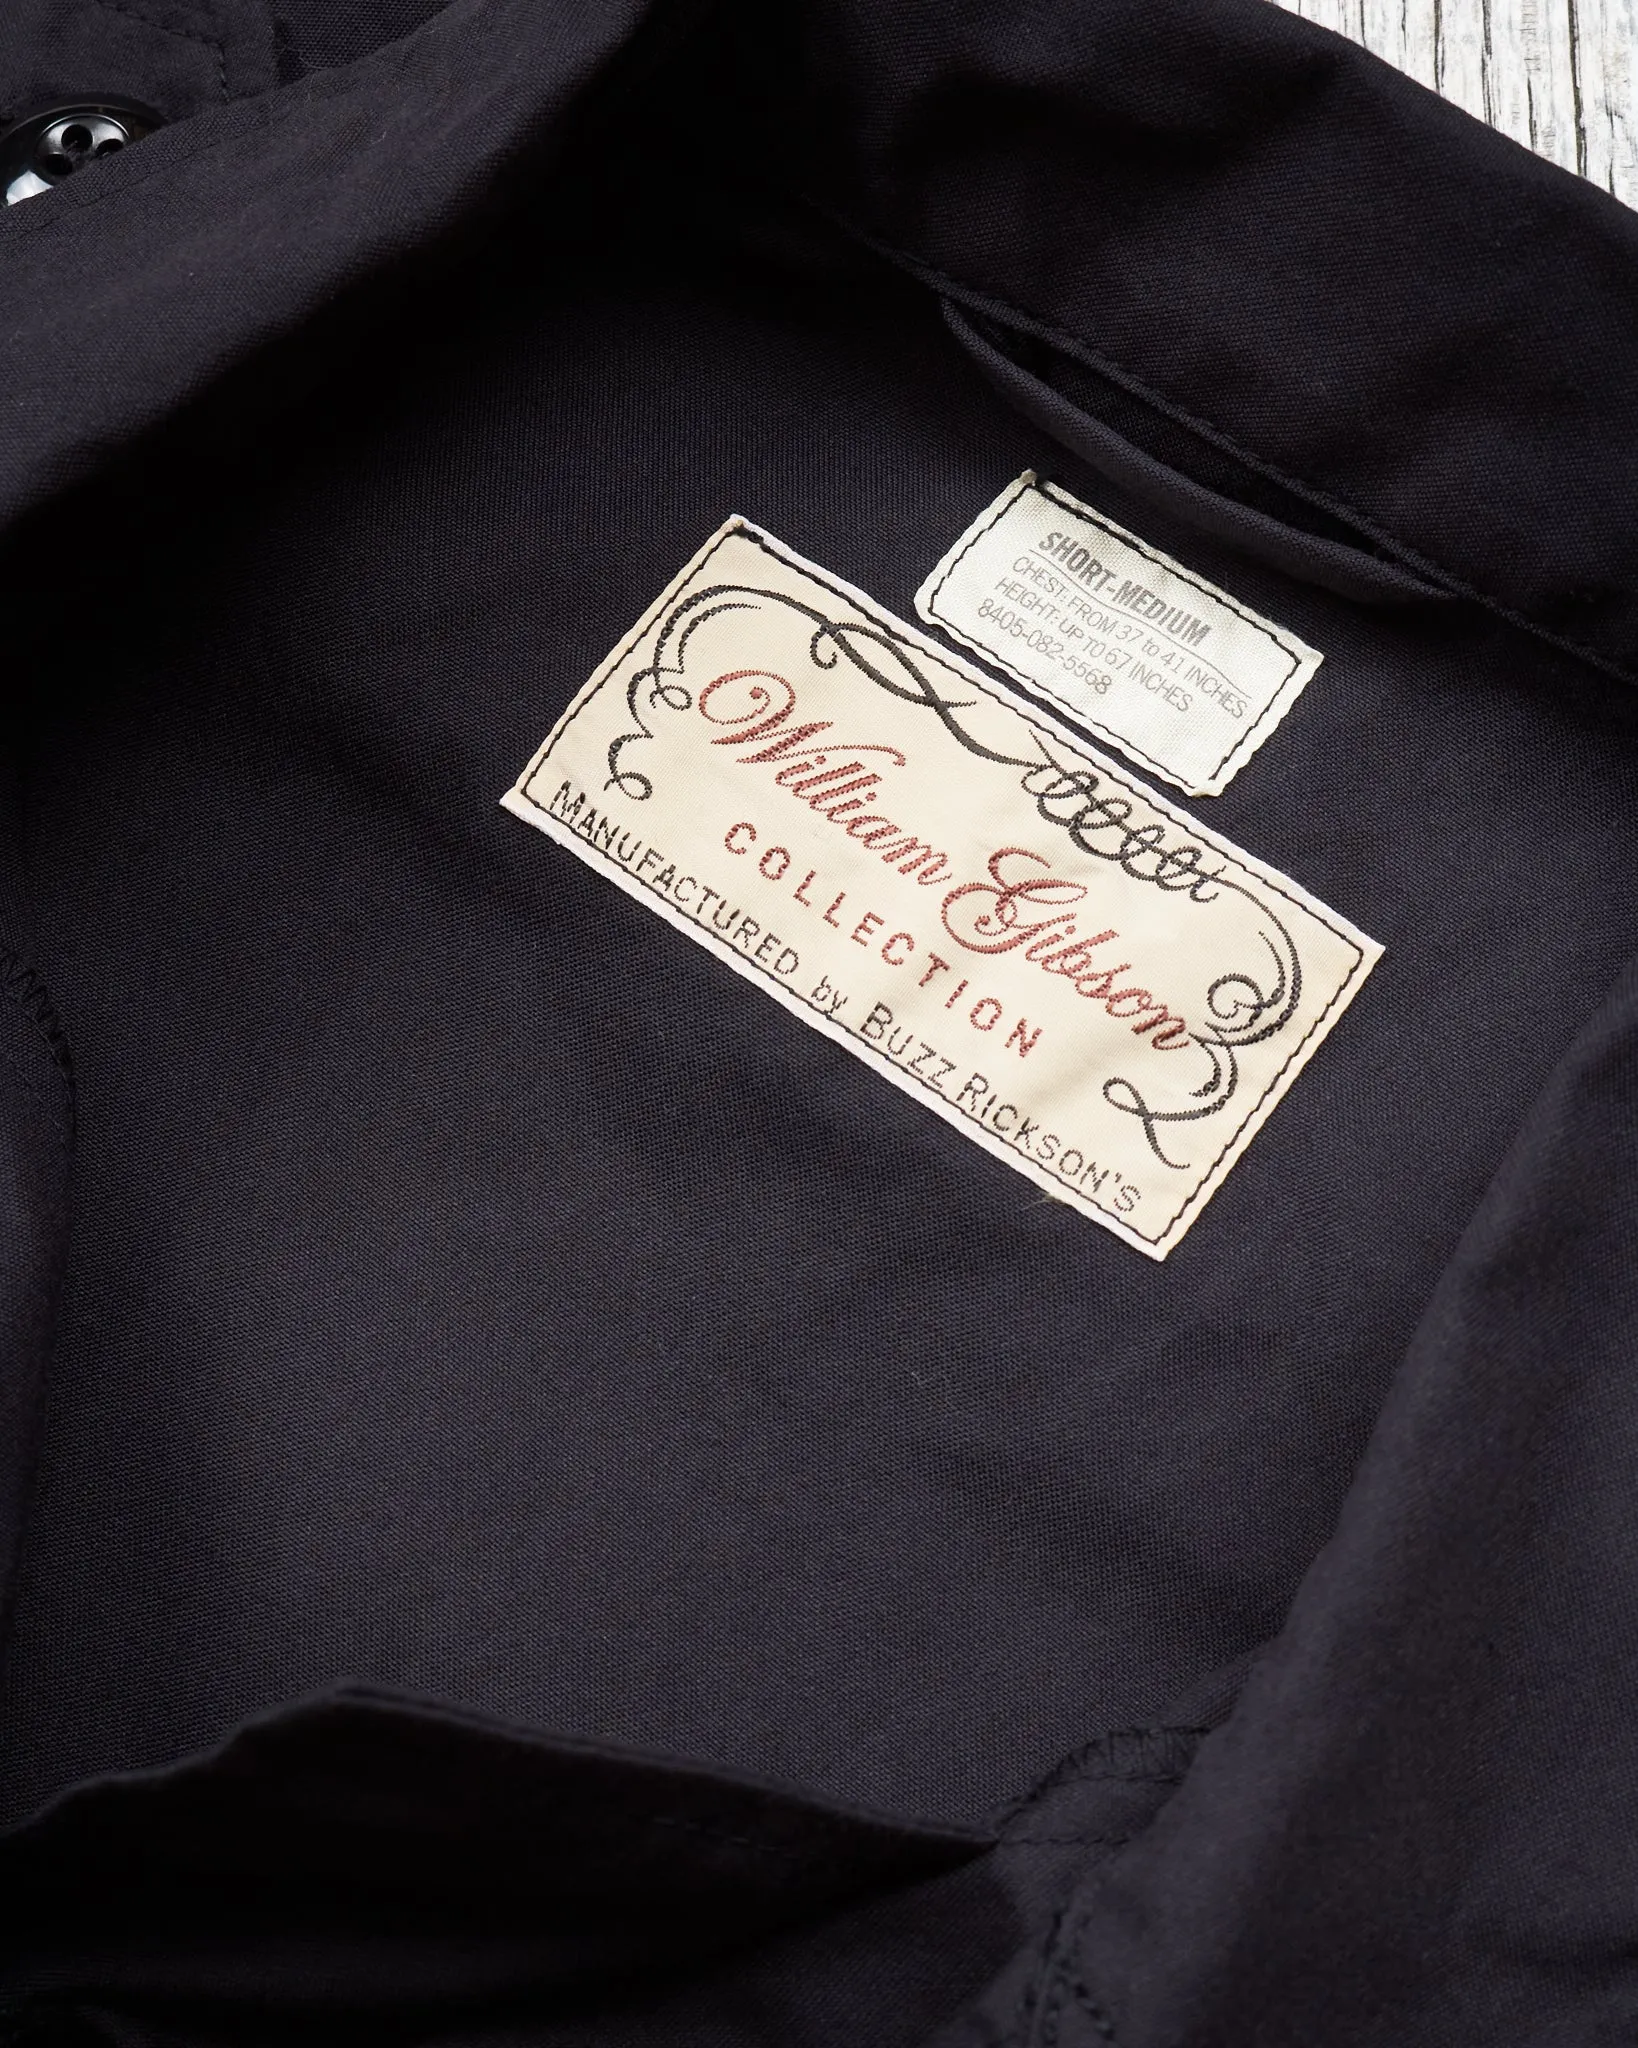 SHORT-MEDIUM
CHEST: FROM 37 to 41 INCHES
HEIGHT: UP TO 67 INCHES
8405-082-5568
William Gibson
COLLECTION
MANUFACTURED by BUZZ RICKSON'S